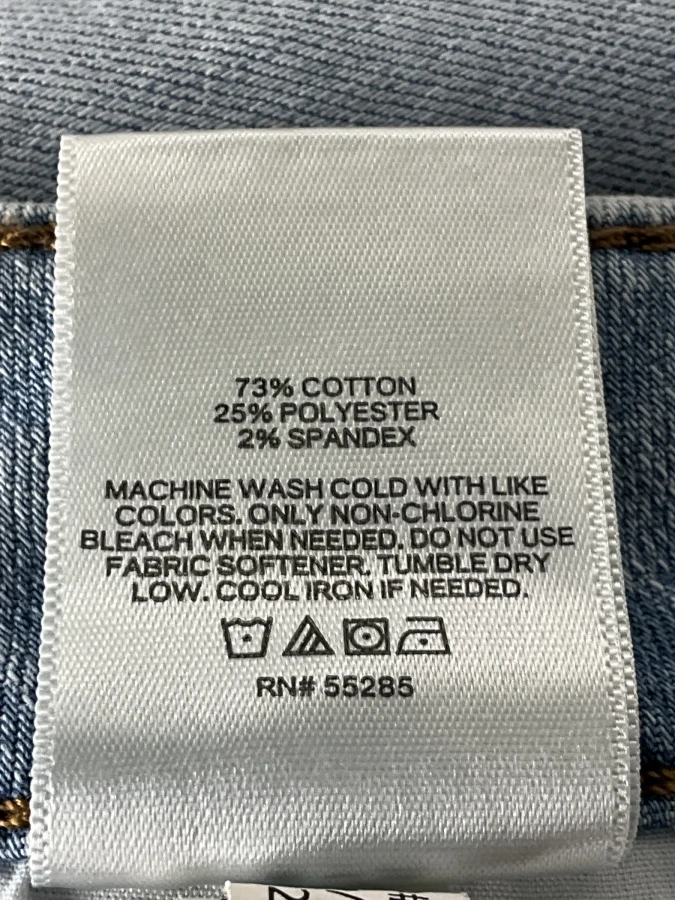 73% COTTON
25% POLYESTER
2% SPANDEX
MACHINE WASH COLD WITH LIKE
COLORS. ONLY NON-CHLORINE
BLEACH WHEN NEEDED. DO NOT USE
FABRIC SOFTENER. TUMBLE DRY
LOW. COOL IRON IF NEEDED.
RN# 55285